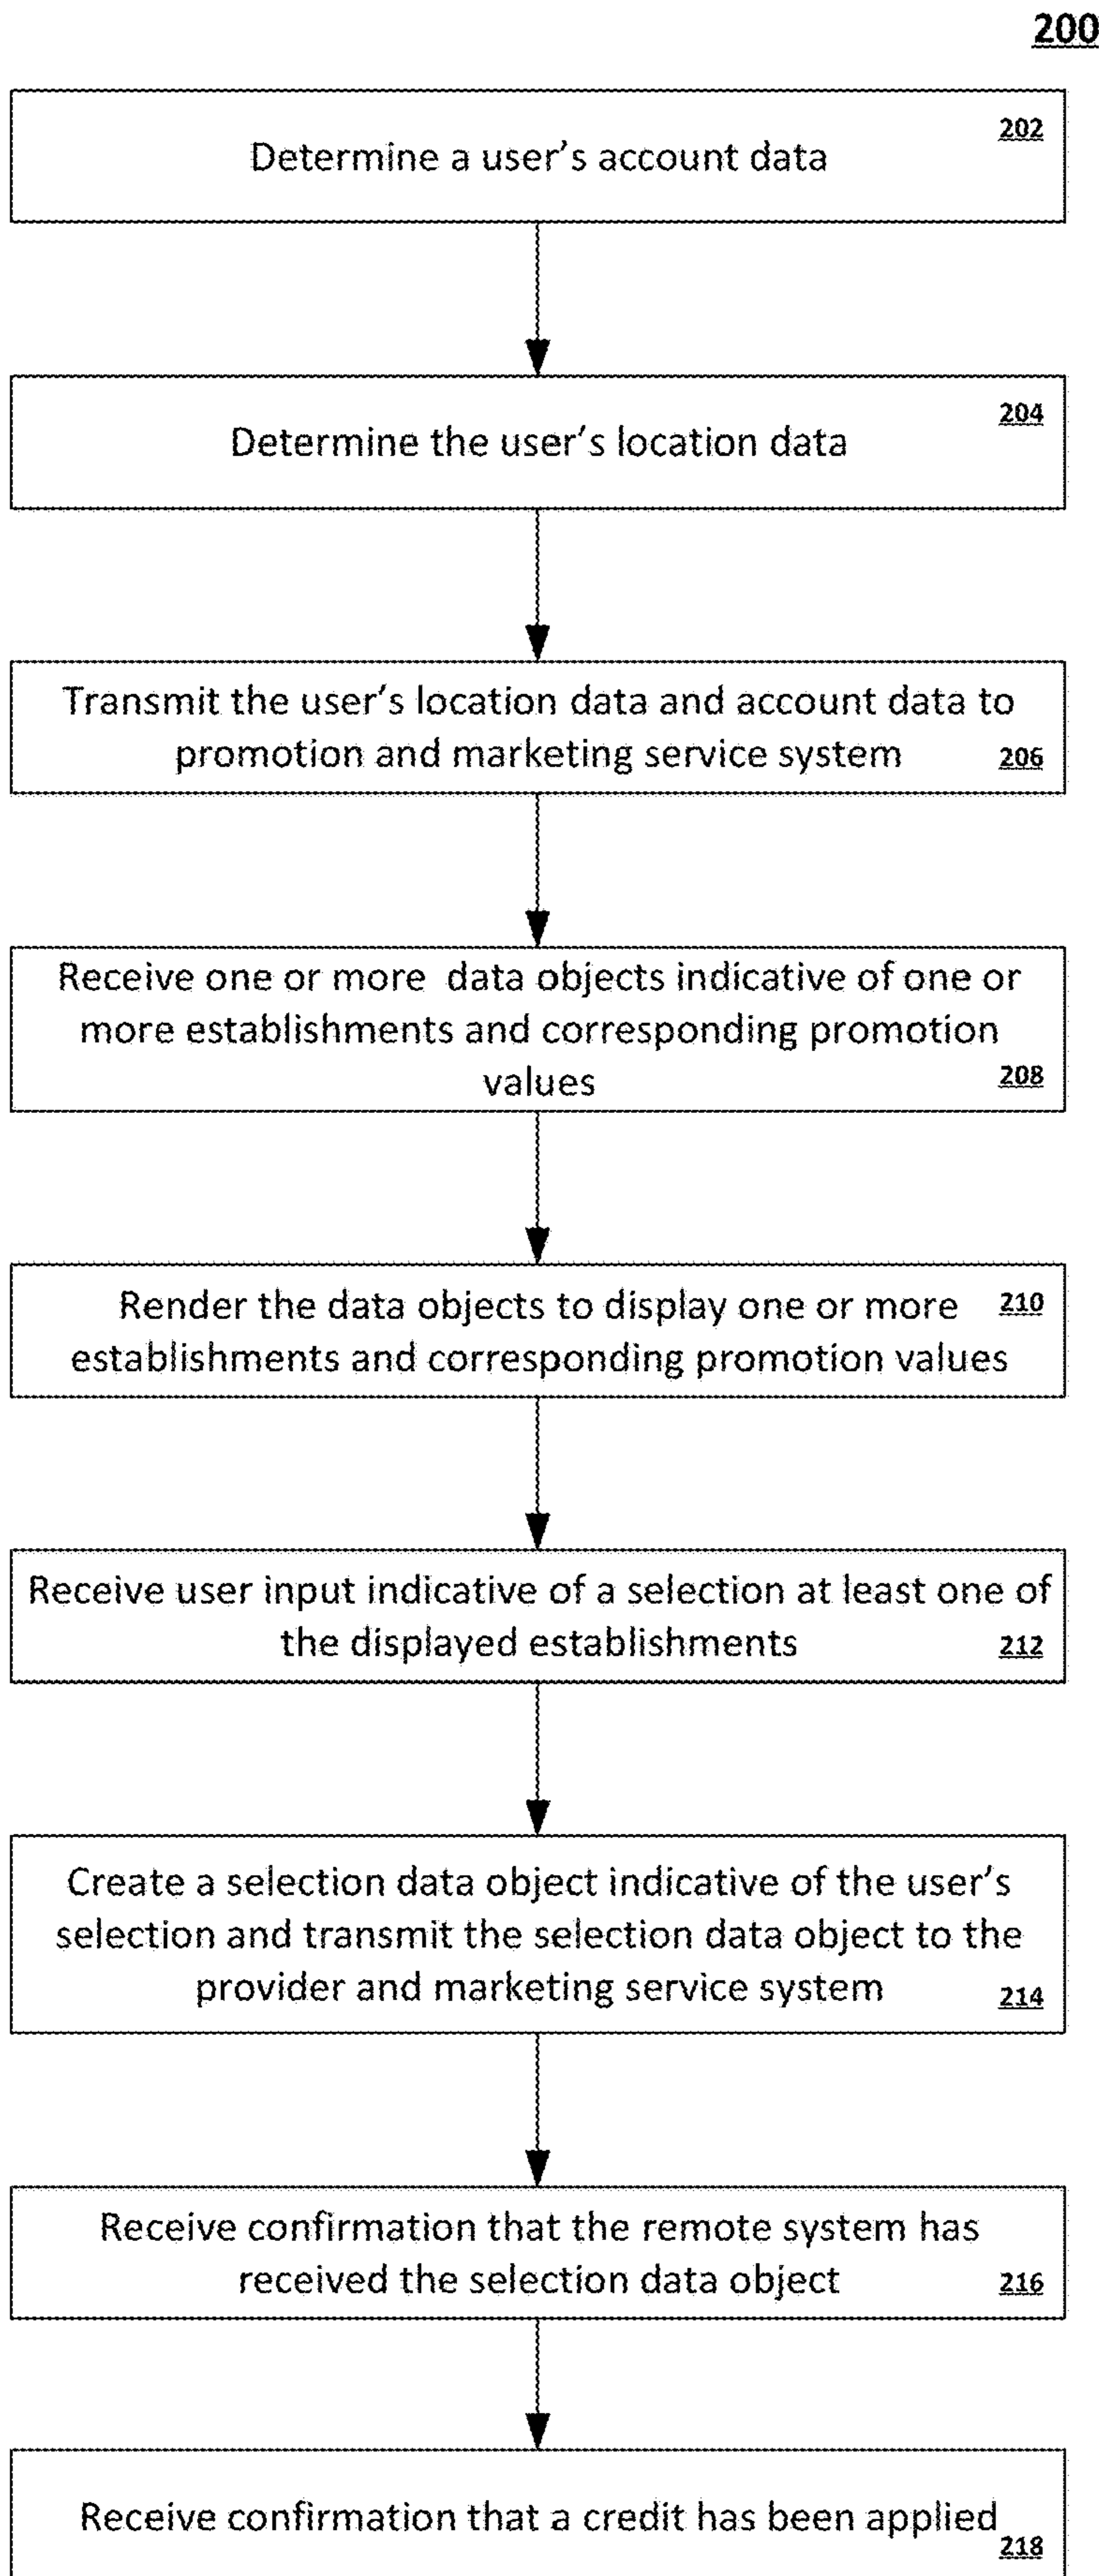 200
202
Determine a user's account data
204
Determine the user's location data
Transmit the user's location data and account data to
promotion and marketing service system 206
Receive one or more data objects indicative of one or
more establishments and corresponding promotion
values 208
Render the data objects to display one or more 210
establishments and corresponding promotion values
Receive user input indicative of a selection at least one of
the displayed establishments 212
Create a selection data object indicative of the user's
selection and transmit the selection data object to the
provider and marketing service system 214
Receive confirmation that the remote system has
received the selection data object 216
Receive confirmation that a credit has been applied
218